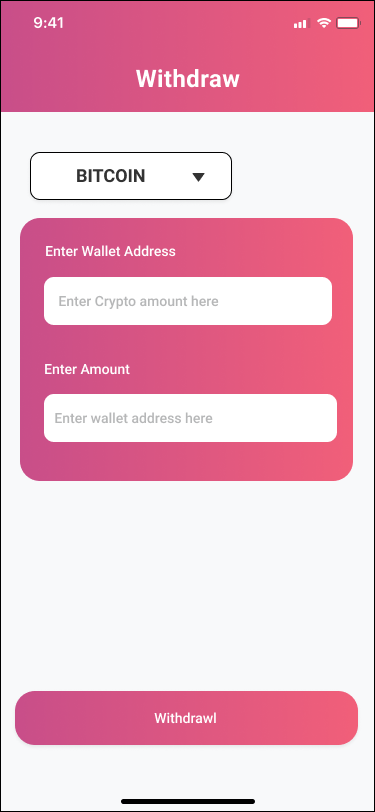 9:41
Withdraw
BITCOIN
Enter Wallet Address
Enter Crypto amount here
Enter Amount
Enter wallet address here
Withdrawl